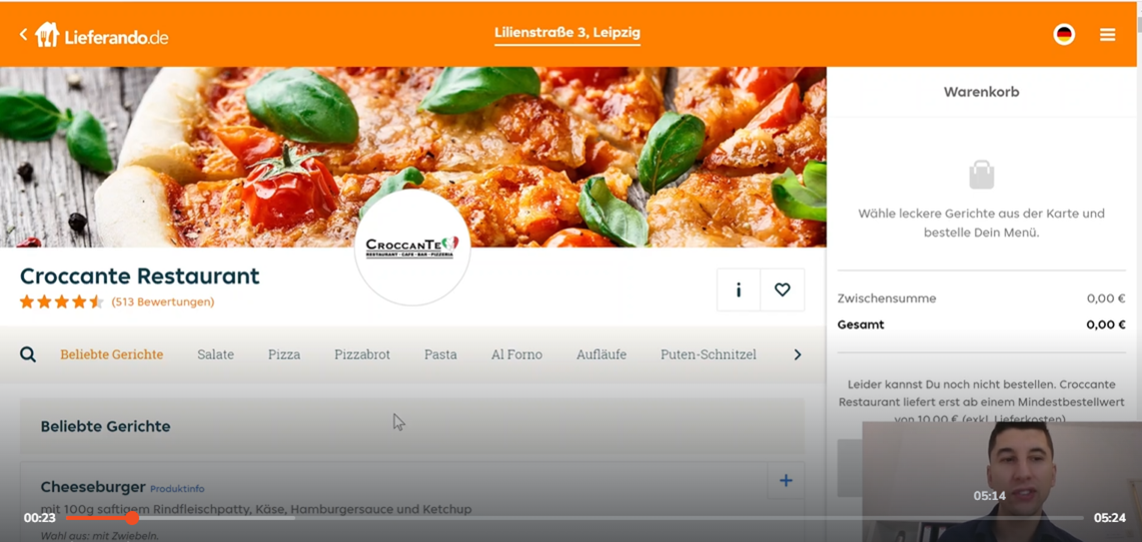 Lieferando.de
Lilienstraße 3, Leipzig
CROCCANTE
RESTAURANT · CAFE · BAR · PIZZERIA
Croccante Restaurant
(513 Bewertungen)
i
Beliebte Gerichte Salate Pizza Pizzabrot Pasta Al Forno Aufläufe Puten-Schnitzel
Beliebte Gerichte
Cheeseburger Produktinfo
mit 100g saftigem Rindfleischpatty, Käse, Hamburgersauce und Ketchup
Wahl aus: mit Zwiebeln.
Warenkorb
Wähle leckere Gerichte aus der Karte und
bestelle Dein Menü.
Zwischensumme 0,00 €
Gesamt 0,00 €
Leider kannst Du noch nicht bestellen. Croccante
Restaurant liefert erst ab einem Mindestbestellwert
von 10,00 € (exkl. Lieferkosten)
05:14
00:23 05:24